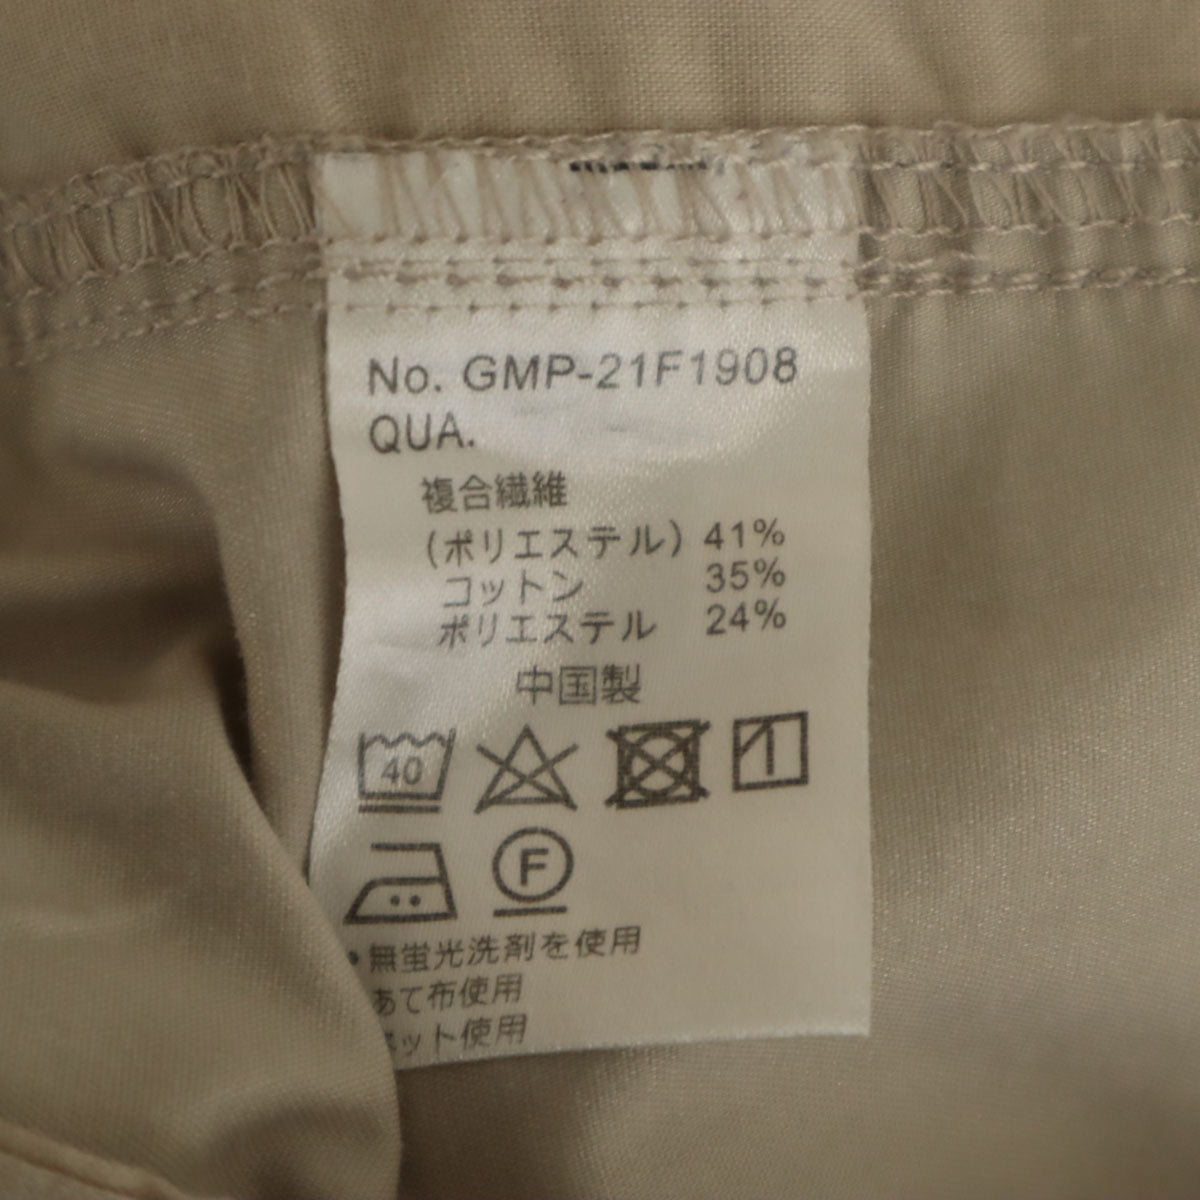 No. GMP-21F1908
QUA.
複合繊維
(ポリエステル) 41%
コットン 35%
ポリエステル 24%
中国製
40
F
・無蛍光洗剤を使用
あて布使用
ネット使用